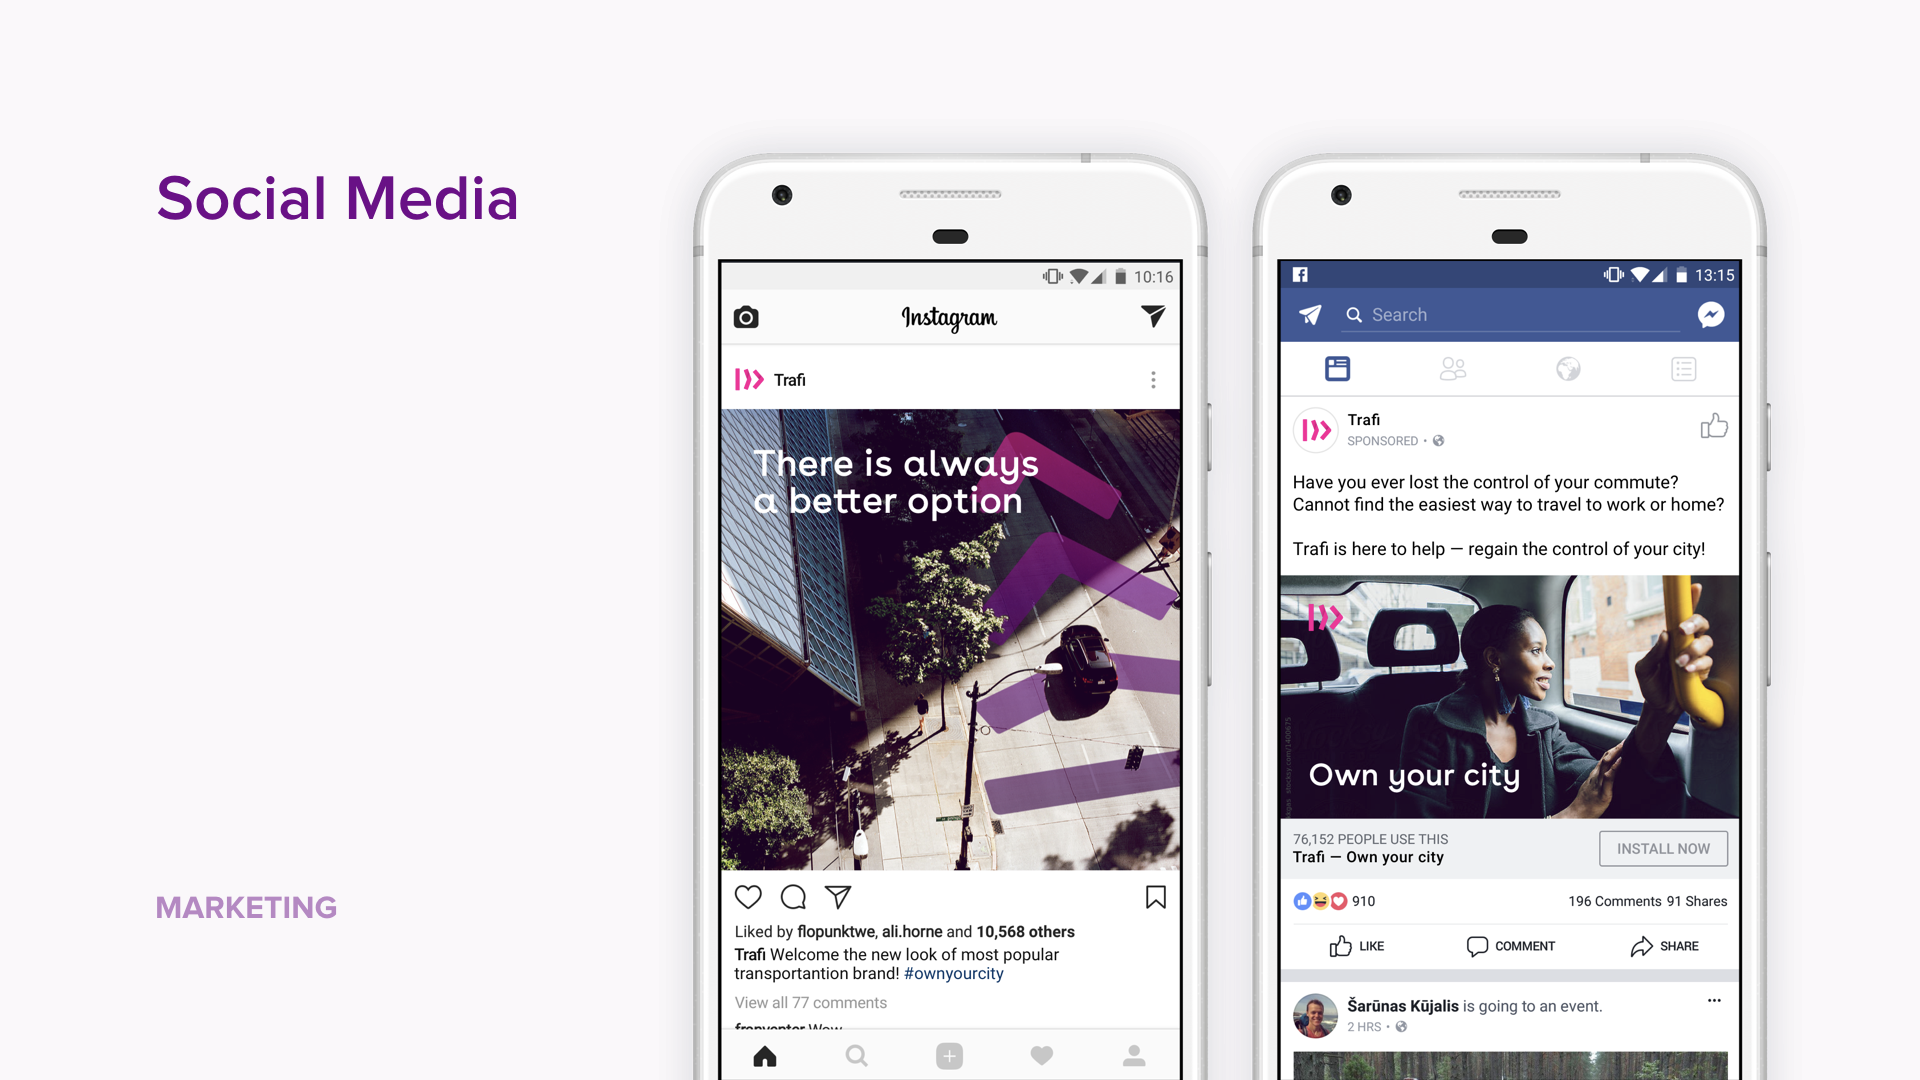 Social Media
MARKETING
10:16
Instagram
Trafi
There is always
a better option
Liked by flopunktwe, ali.horne and 10,568 others
Trafi Welcome the new look of most popular
transportantion brand! #ownyourcity
View all 77 comments
13:15
Search
Trafi
SPONSORED •
Have you ever lost the control of your commute?
Cannot find the easiest way to travel to work or home?
Trafi is here to help — regain the control of your city!
Own your city
76,152 PEOPLE USE THIS
Trafi — Own your city
INSTALL NOW
910
196 Comments 91 Shares
LIKE
COMMENT
SHARE
Šarūnas Kūjalis is going to an event.
2 HRS •